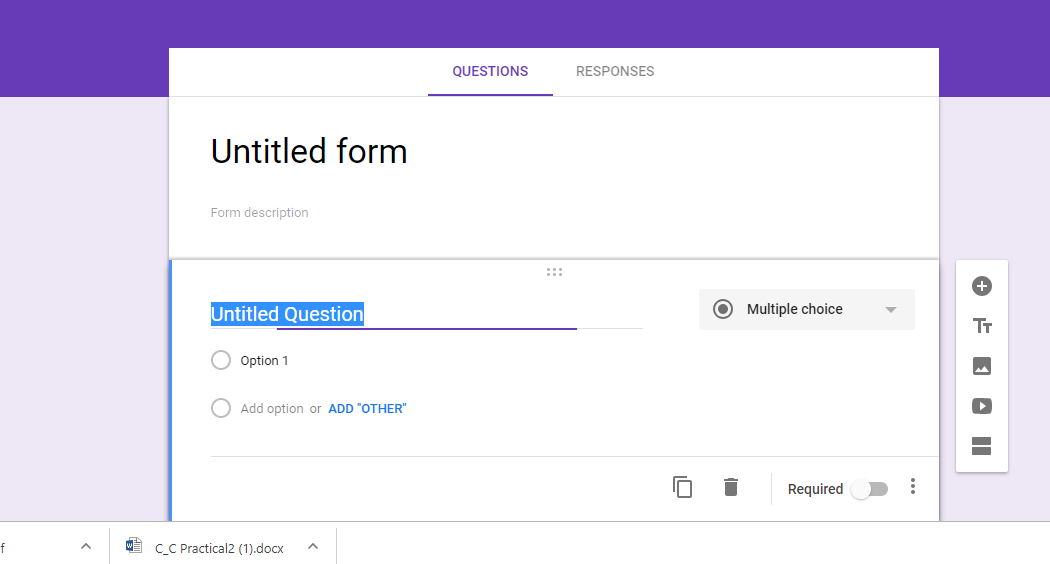 QUESTIONS RESPONSES
Untitled form
Form description
Untitled Question
Multiple choice
Option 1
Add option or ADD "OTHER"
Required
f
C_C Practical2 (1).docx